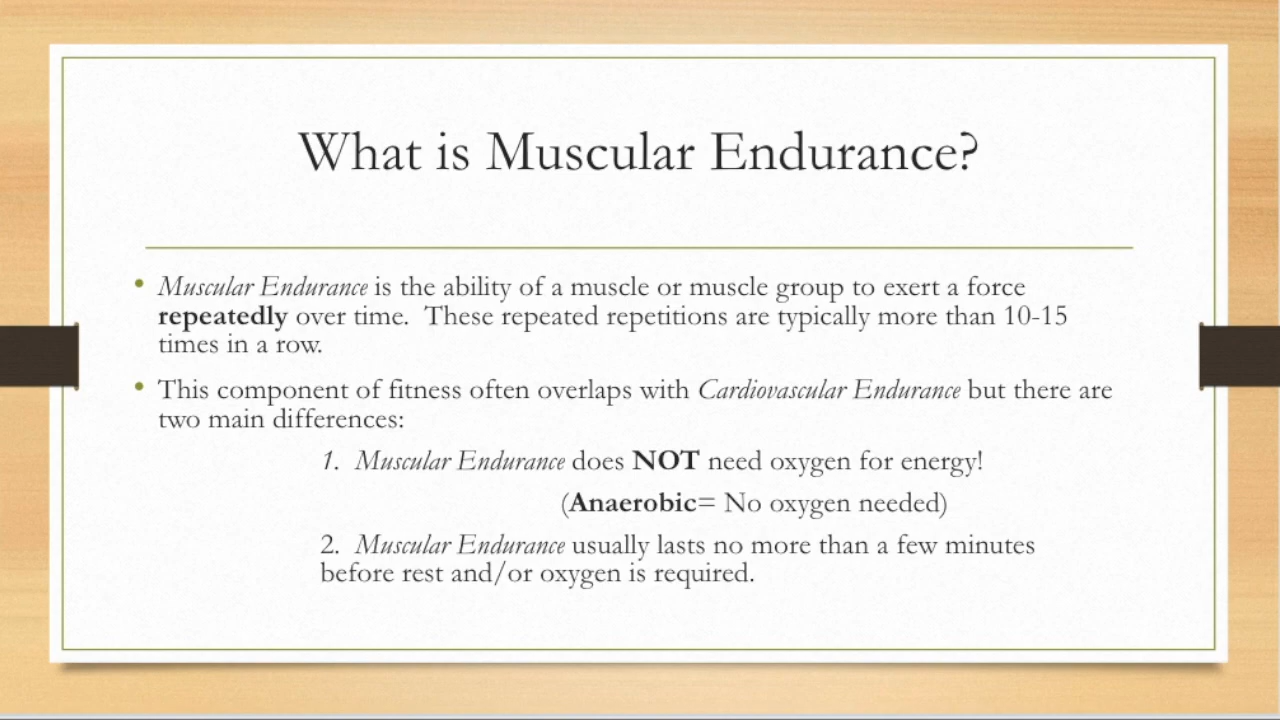 What is Muscular Endurance?
• Muscular Endurance is the ability of a muscle or muscle group to exert a force
repeatedly over time.  These repeated repetitions are typically more than 10-15
times in a row.
• This component of fitness often overlaps with Cardiovascular Endurance but there are
two main differences:
1.  Muscular Endurance does NOT need oxygen for energy!
(Anaerobic= No oxygen needed)
2.  Muscular Endurance usually lasts no more than a few minutes
before rest and/or oxygen is required.